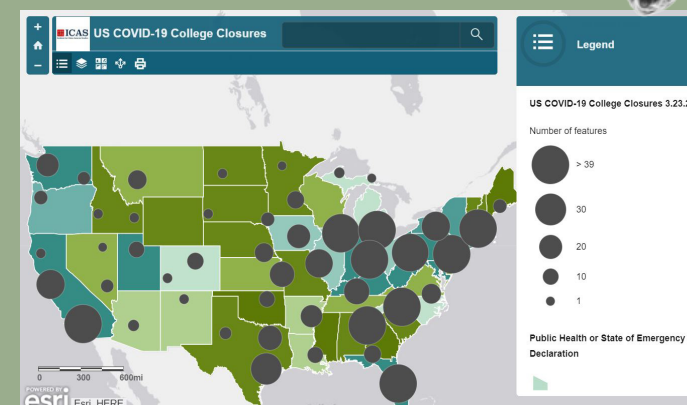 +
ICAS US COVID-19 College Closures
−
Legend
US COVID-19 College Closures 3.23.2
Number of features
> 39
30
20
10
1
Public Health or State of Emergency
Declaration
0 300 600mi
POWERED BY
esri Esri, HERE